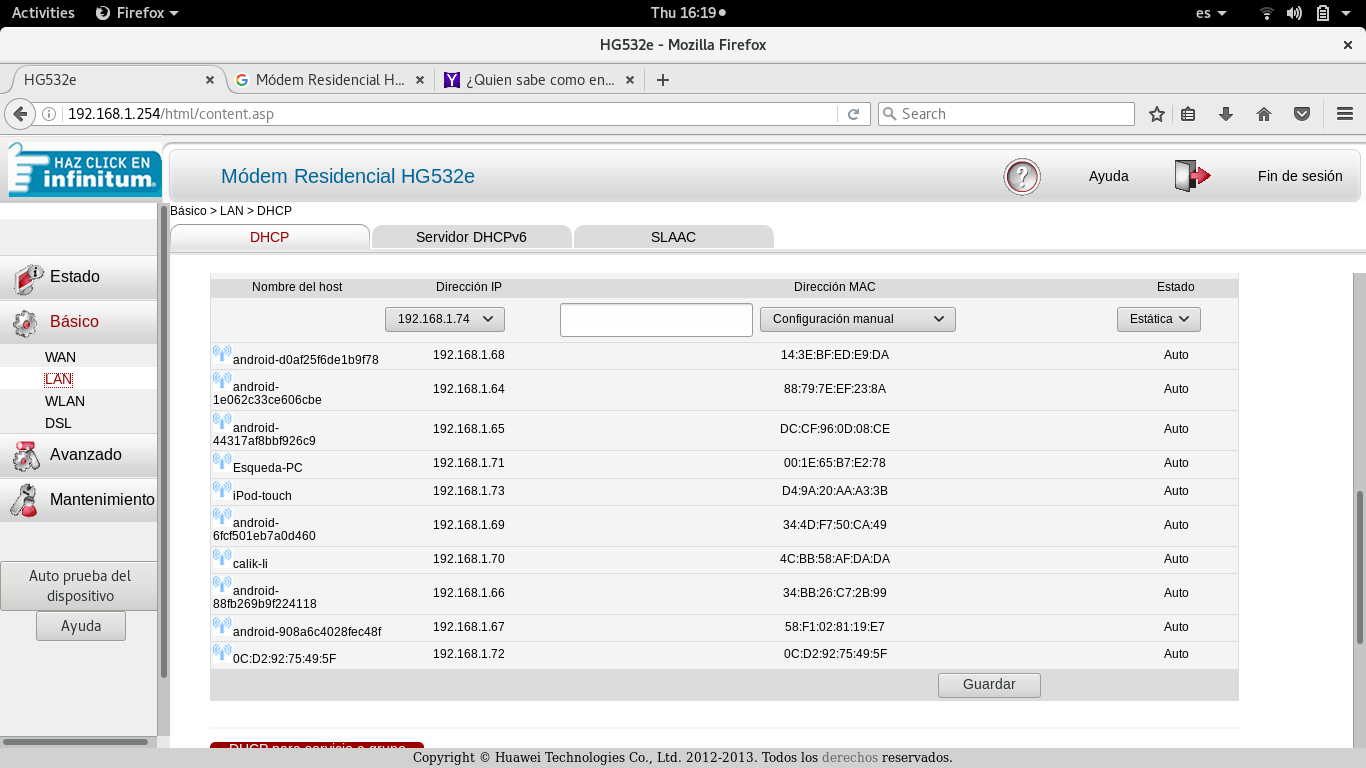 Activities Firefox Thu 16:19 es
HG532e - Mozilla Firefox ×
HG532e × Módem Residencial H... × ¿Quien sabe como en... × +
192.168.1.254/html/content.asp Search
HAZ CLICK EN
infinitum.
Módem Residencial HG532e
Ayuda
Fin de sesión
Básico > LAN > DHCP
DHCP Servidor DHCPv6 SLAAC
Estado
Básico
WAN
LAN
WLAN
DSL
Avanzado
Mantenimiento
Auto prueba del
dispositivo
Ayuda
Nombre del host Dirección IP Dirección MAC Estado
192.168.1.74 Configuración manual Estática
android-d0af25f6de1b9f78 192.168.1.68 14:3E:BF:ED:E9:DA Auto
android-
1e062c33ce606cbe 192.168.1.64 88:79:7E:EF:23:8A Auto
android-
44317af8bbf926c9 192.168.1.65 DC:CF:96:0D:08:CE Auto
Esqueda-PC 192.168.1.71 00:1E:65:B7:E2:78 Auto
iPod-touch 192.168.1.73 D4:9A:20:AA:A3:3B Auto
android-
6fcf501eb7a0d460 192.168.1.69 34:4D:F7:50:CA:49 Auto
calik-li 192.168.1.70 4C:BB:58:AF:DA:DA Auto
android-
88fb269b9f224118 192.168.1.66 34:BB:26:C7:2B:99 Auto
android-908a6c4028fec48f 192.168.1.67 58:F1:02:81:19:E7 Auto
0C:D2:92:75:49:5F 192.168.1.72 0C:D2:92:75:49:5F Auto
Guardar
DHCP para servicio a grupo
Copyright © Huawei Technologies Co., Ltd. 2012-2013. Todos los derechos reservados.